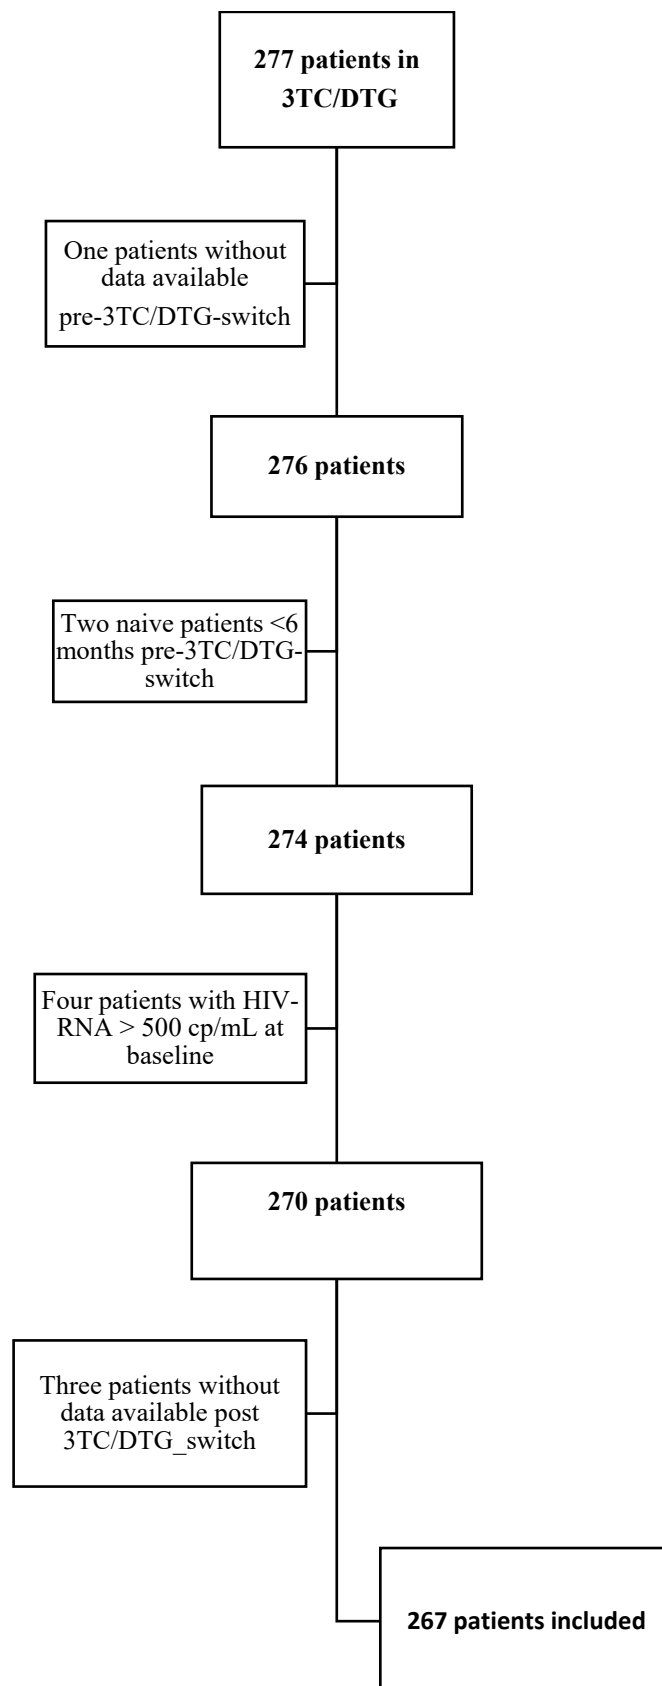 277 patients in
3TC/DTG
One patients without
data available
pre-3TC/DTG-switch
276 patients
Two naive patients <6
months pre-3TC/DTG-
switch
274 patients
Four patients with HIV-
RNA > 500 cp/mL at
baseline
270 patients
Three patients without
data available post
3TC/DTG_switch
267 patients included